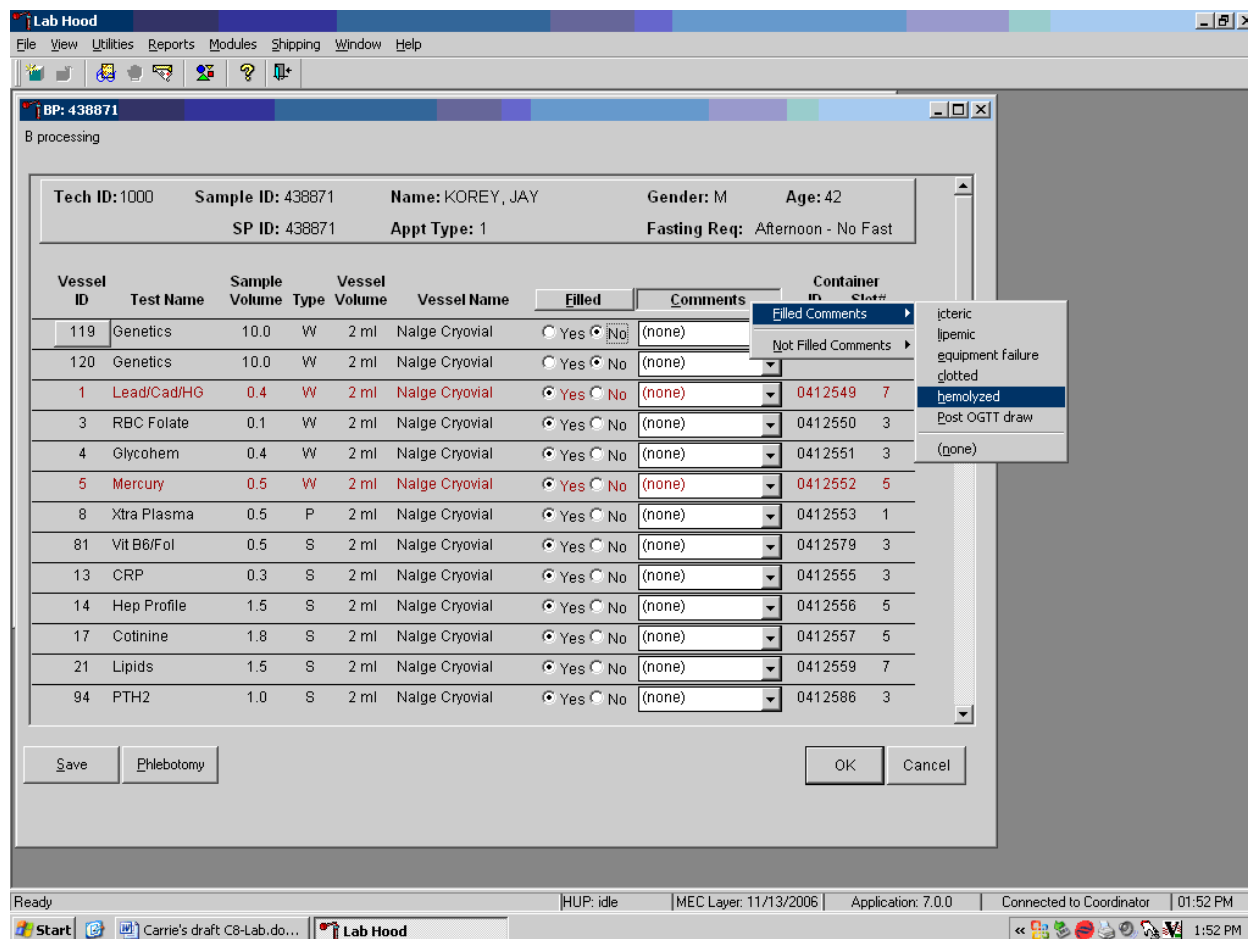 Lab Hood
File View Utilities Reports Modules Shipping Window Help
BP: 438871
B processing
Tech ID: 1000 Sample ID: 438871 Name: KOREY, JAY Gender: M Age: 42
SP ID: 438871 Appt Type: 1 Fasting Req: Afternoon - No Fast
Vessel ID Test Name Sample Volume Type Vessel Volume Vessel Name Filled Comments Container ID Slot#
119 Genetics 10.0 W 2 ml Nalge Cryovial Yes No (none)
120 Genetics 10.0 W 2 ml Nalge Cryovial Yes No (none)
1 Lead/Cad/HG 0.4 W 2 ml Nalge Cryovial Yes No (none) 0412549 7
3 RBC Folate 0.1 W 2 ml Nalge Cryovial Yes No (none) 0412550 3
4 Glycohem 0.4 W 2 ml Nalge Cryovial Yes No (none) 0412551 3
5 Mercury 0.5 W 2 ml Nalge Cryovial Yes No (none) 0412552 5
8 Xtra Plasma 0.5 P 2 ml Nalge Cryovial Yes No (none) 0412553 1
81 Vit B6/Fol 0.5 S 2 ml Nalge Cryovial Yes No (none) 0412579 3
13 CRP 0.3 S 2 ml Nalge Cryovial Yes No (none) 0412555 3
14 Hep Profile 1.5 S 2 ml Nalge Cryovial Yes No (none) 0412556 5
17 Cotinine 1.8 S 2 ml Nalge Cryovial Yes No (none) 0412557 5
21 Lipids 1.5 S 2 ml Nalge Cryovial Yes No (none) 0412559 7
94 PTH2 1.0 S 2 ml Nalge Cryovial Yes No (none) 0412586 3
Filled Comments
Not Filled Comments
icteric
lipemic
equipment failure
clotted
hemolyzed
Post OGTT draw
(none)
Save Phlebotomy OK Cancel
Ready HUP: idle MEC Layer: 11/13/2006 Application: 7.0.0 Connected to Coordinator 01:52 PM
Start Carrie's draft C8-Lab.do... Lab Hood « 1:52 PM